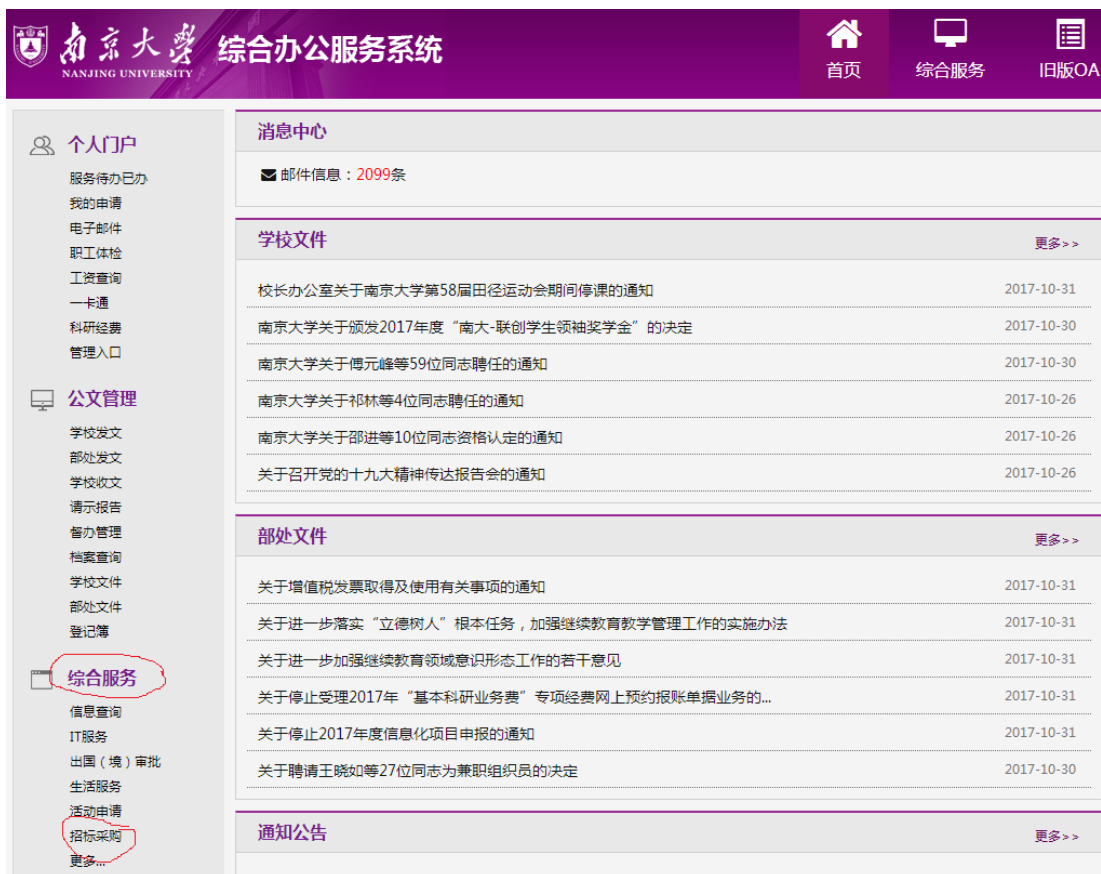 南京大學
NANJING UNIVERSITY
综合办公服务系统
首页
综合服务
旧版OA
个人门户
服务待办已办
我的申请
电子邮件
职工体检
工资查询
一卡通
科研经费
管理入口
公文管理
学校发文
部处发文
学校收文
请示报告
督办管理
档案查询
学校文件
部处文件
登记簿
综合服务
信息查询
IT服务
出国（境）审批
生活服务
活动申请
招标采购
更多...
消息中心
邮件信息：2099条
学校文件 更多>>
校长办公室关于南京大学第58届田径运动会期间停课的通知 2017-10-31
南京大学关于颁发2017年度“南大-联创学生领袖奖学金”的决定 2017-10-30
南京大学关于傅元峰等59位同志聘任的通知 2017-10-30
南京大学关于祁林等4位同志聘任的通知 2017-10-26
南京大学关于邵进等10位同志资格认定的通知 2017-10-26
关于召开党的十九大精神传达报告会的通知 2017-10-26
部处文件 更多>>
关于增值税发票取得及使用有关事项的通知 2017-10-31
关于进一步落实“立德树人”根本任务，加强继续教育教学管理工作的实施办法 2017-10-31
关于进一步加强继续教育领域意识形态工作的若干意见 2017-10-31
关于停止受理2017年“基本科研业务费”专项经费网上预约报账单据业务的... 2017-10-31
关于停止2017年度信息化项目申报的通知 2017-10-31
关于聘请王晓如等27位同志为兼职组织员的决定 2017-10-30
通知公告 更多>>